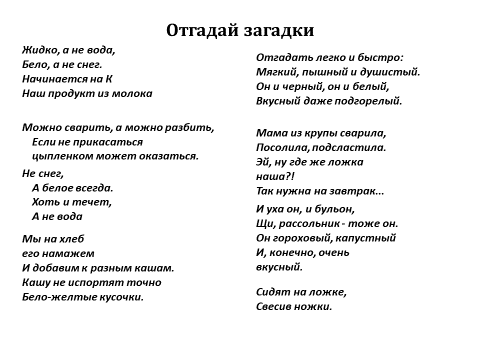 Отгадай загадки
Жидко, а не вода,
Бело, а не снег.
Начинается на К
Наш продукт из молока
Можно сварить, а можно разбить,
Если не прикасаться
цыпленком может оказаться.
Не снег,
А белое всегда.
Хоть и течет,
А не вода
Мы на хлеб
его намажем
И добавим к разным кашам.
Кашу не испортят точно
Бело-желтые кусочки.
Отгадать легко и быстро:
Мягкий, пышный и душистый.
Он и черный, он и белый,
Вкусный даже подгорелый.
Мама из крупы сварила,
Посолила, подсластила.
Эй, ну где же ложка
наша?!
Так нужна на завтрак...
И уха он, и бульон,
Щи, рассольник - тоже он.
Он гороховый, капустный
И, конечно, очень
вкусный.
Сидят на ложке,
Свесив ножки.